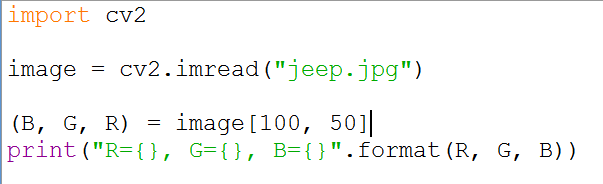 import cv2
image = cv2.imread("jeep.jpg")
(B, G, R) = image[100, 50]
print("R={}, G={}, B={}".format(R, G, B))